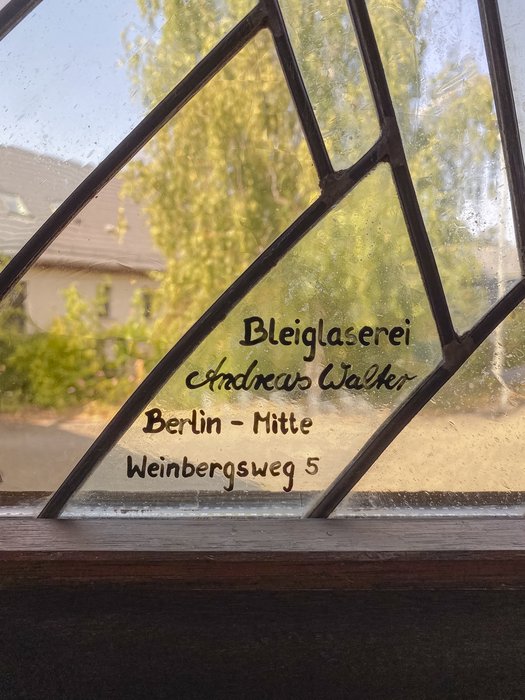 Bleiglaserei
Andreas Walter
Berlin - Mitte
Weinbergsweg 5